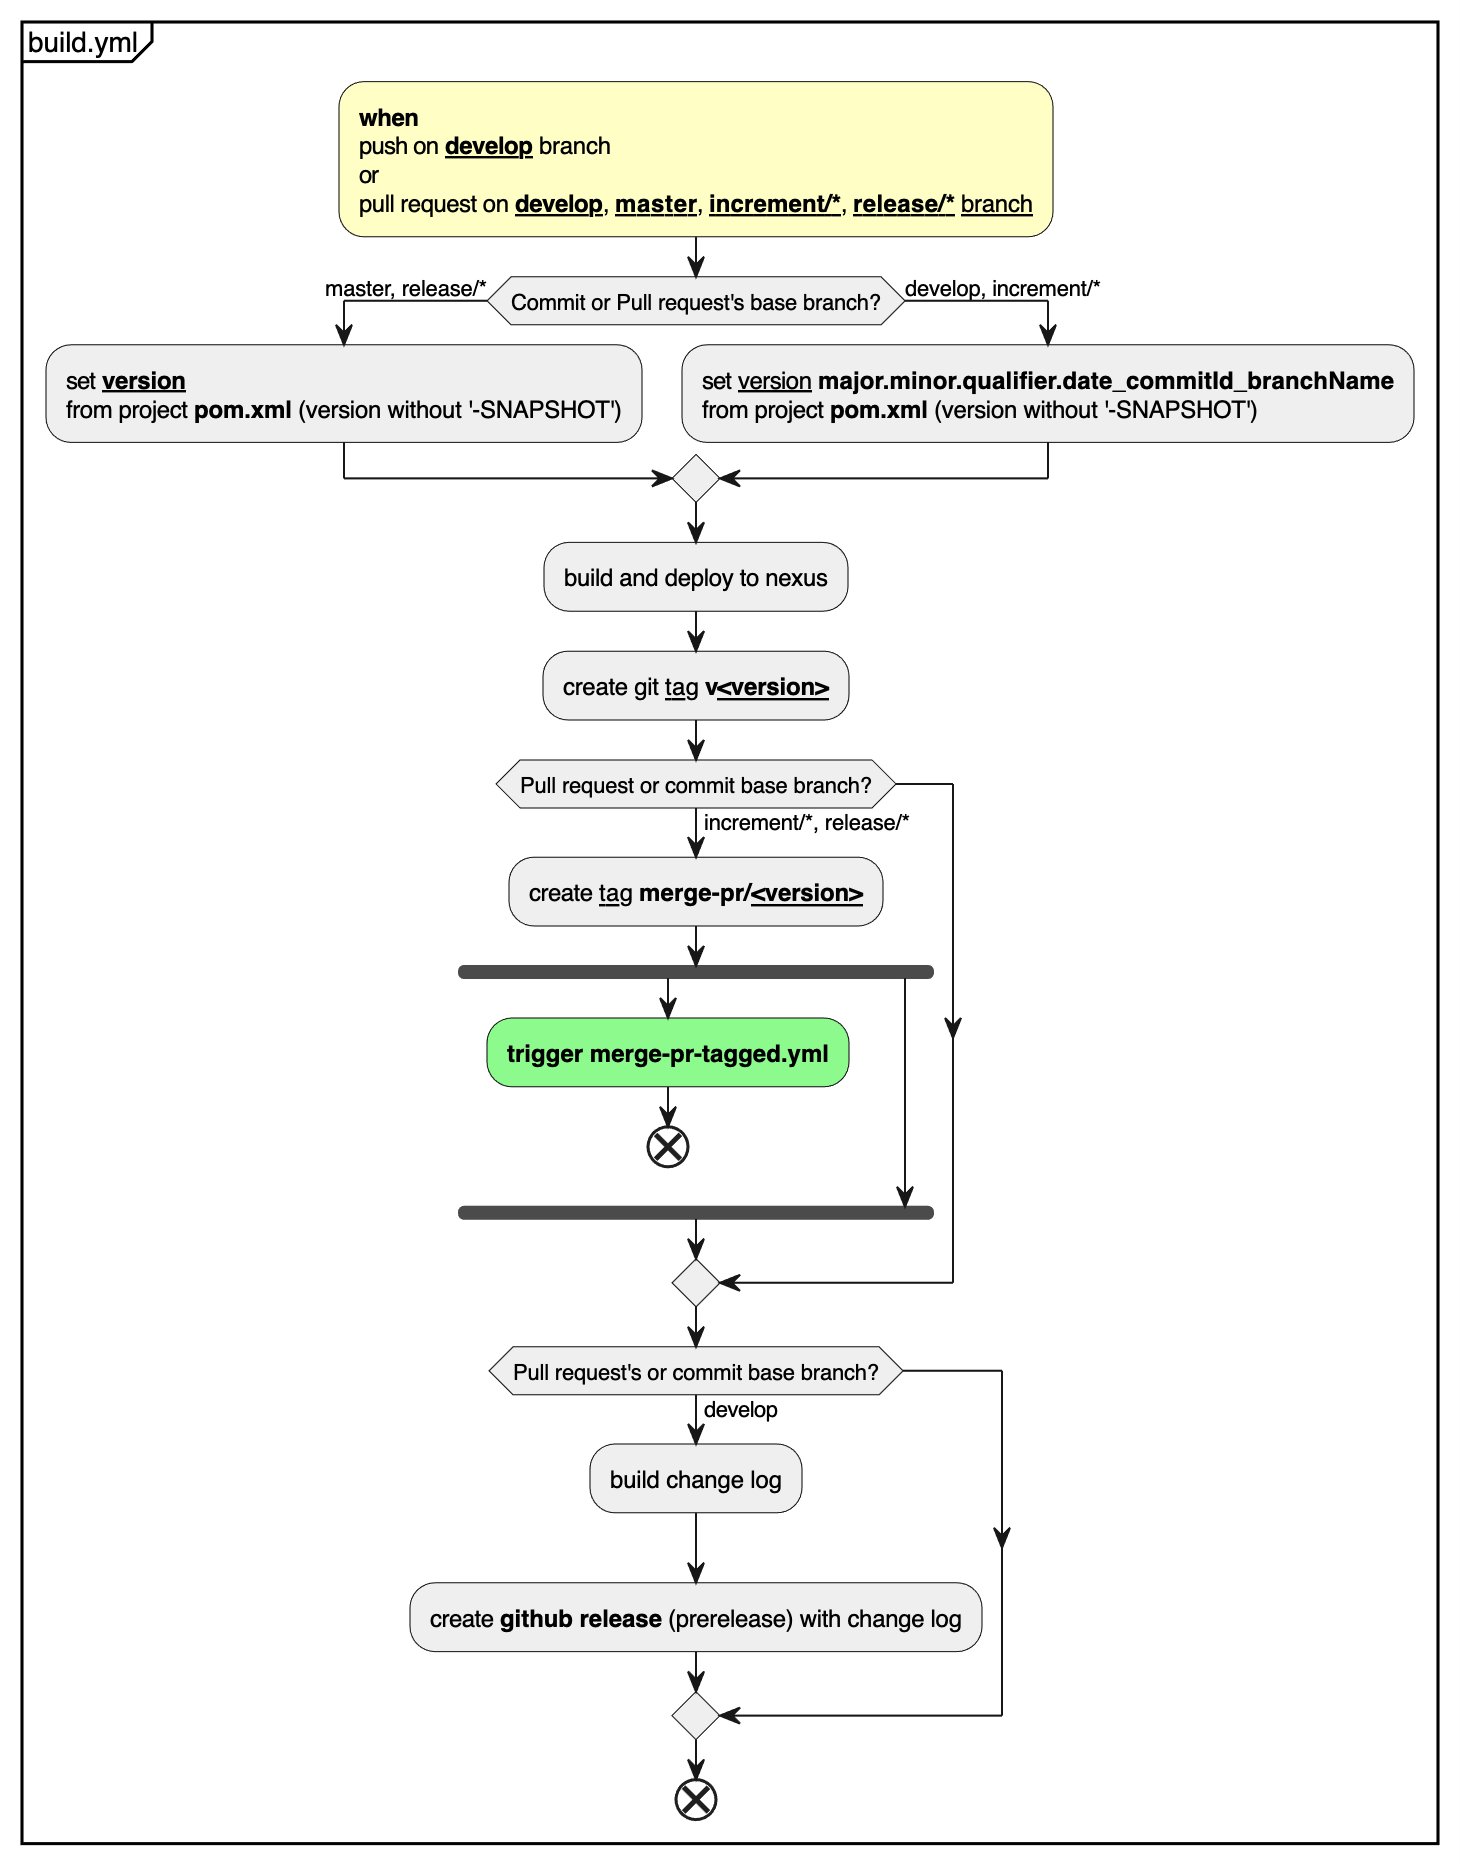 build.yml
when
push on develop branch
or
pull request on develop, master, increment/*, release/* branch
master, release/*
Commit or Pull request's base branch?
develop, increment/*
set version
from project pom.xml (version without '-SNAPSHOT')
set version major.minor.qualifier.date_commitId_branchName
from project pom.xml (version without '-SNAPSHOT')
build and deploy to nexus
create git tag v<version>
Pull request or commit base branch?
increment/*, release/*
create tag merge-pr/<version>
trigger merge-pr-tagged.yml
Pull request's or commit base branch?
develop
build change log
create github release (prerelease) with change log